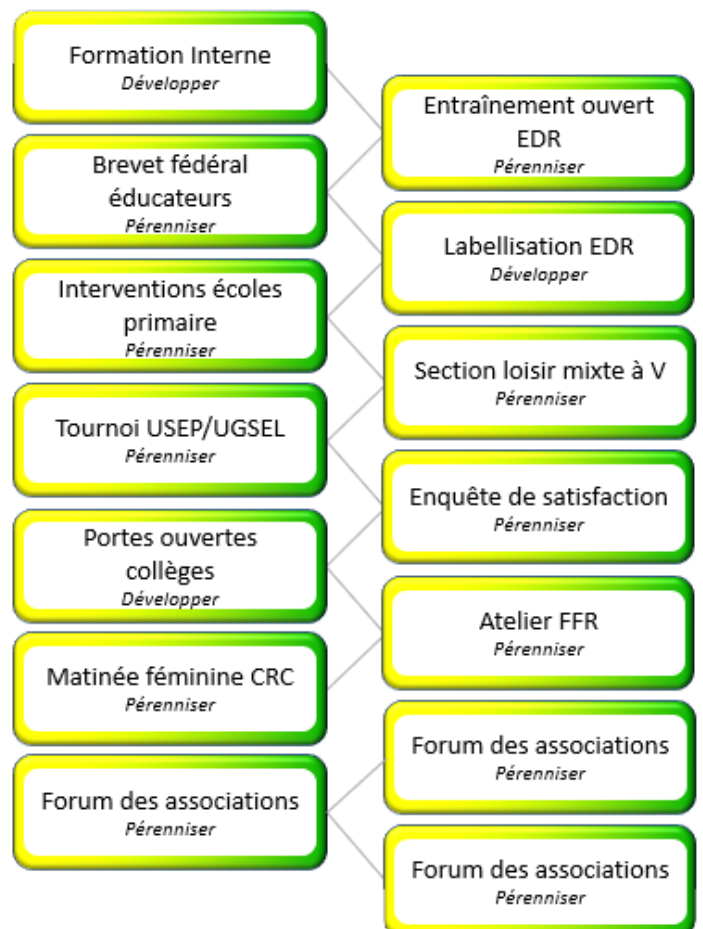 Formation Interne
Développer
Entraînement ouvert
EDR
Pérenniser
Brevet fédéral
éducateurs
Pérenniser
Labellisation EDR
Développer
Interventions écoles
primaire
Pérenniser
Section loisir mixte à V
Pérenniser
Tournoi USEP/UGSEL
Pérenniser
Enquête de satisfaction
Pérenniser
Portes ouvertes
collèges
Développer
Atelier FFR
Pérenniser
Matinée féminine CRC
Pérenniser
Forum des associations
Pérenniser
Forum des associations
Pérenniser
Forum des associations
Pérenniser